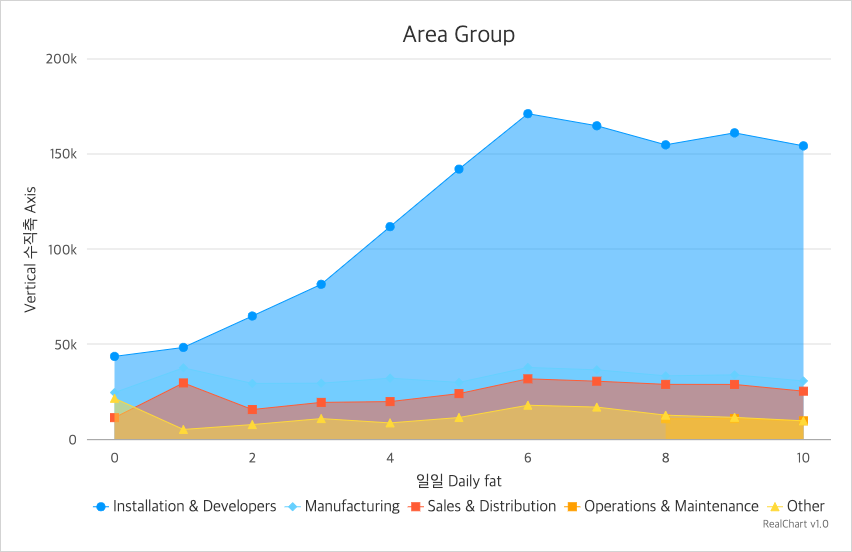 Area Group
200k
150k
100k
50k
0
Vertical 수직축 Axis
0 2 4 6 8 10
일일 Daily fat
Installation & Developers Manufacturing Sales & Distribution Operations & Maintenance Other
RealChart v1.0